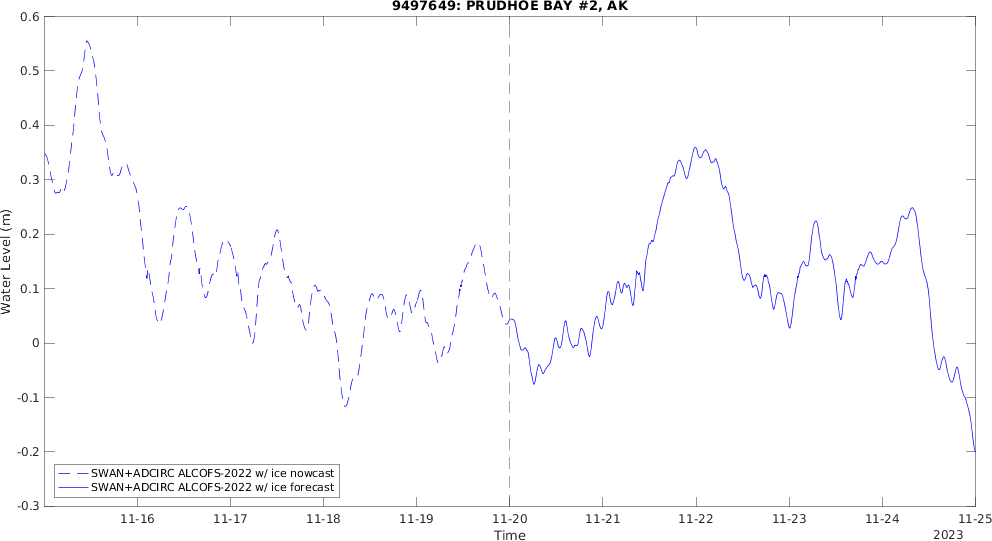 9497649: PRUDHOE BAY #2, AK
0.6
0.5
0.4
0.3
0.2
0.1
0
-0.1
-0.2
-0.3
Water Level (m)
SWAN+ADCIRC ALCOFS-2022 w/ ice nowcast
SWAN+ADCIRC ALCOFS-2022 w/ ice forecast
11-16 11-17 11-18 11-19 11-20 11-21 11-22 11-23 11-24 11-25
Time
2023